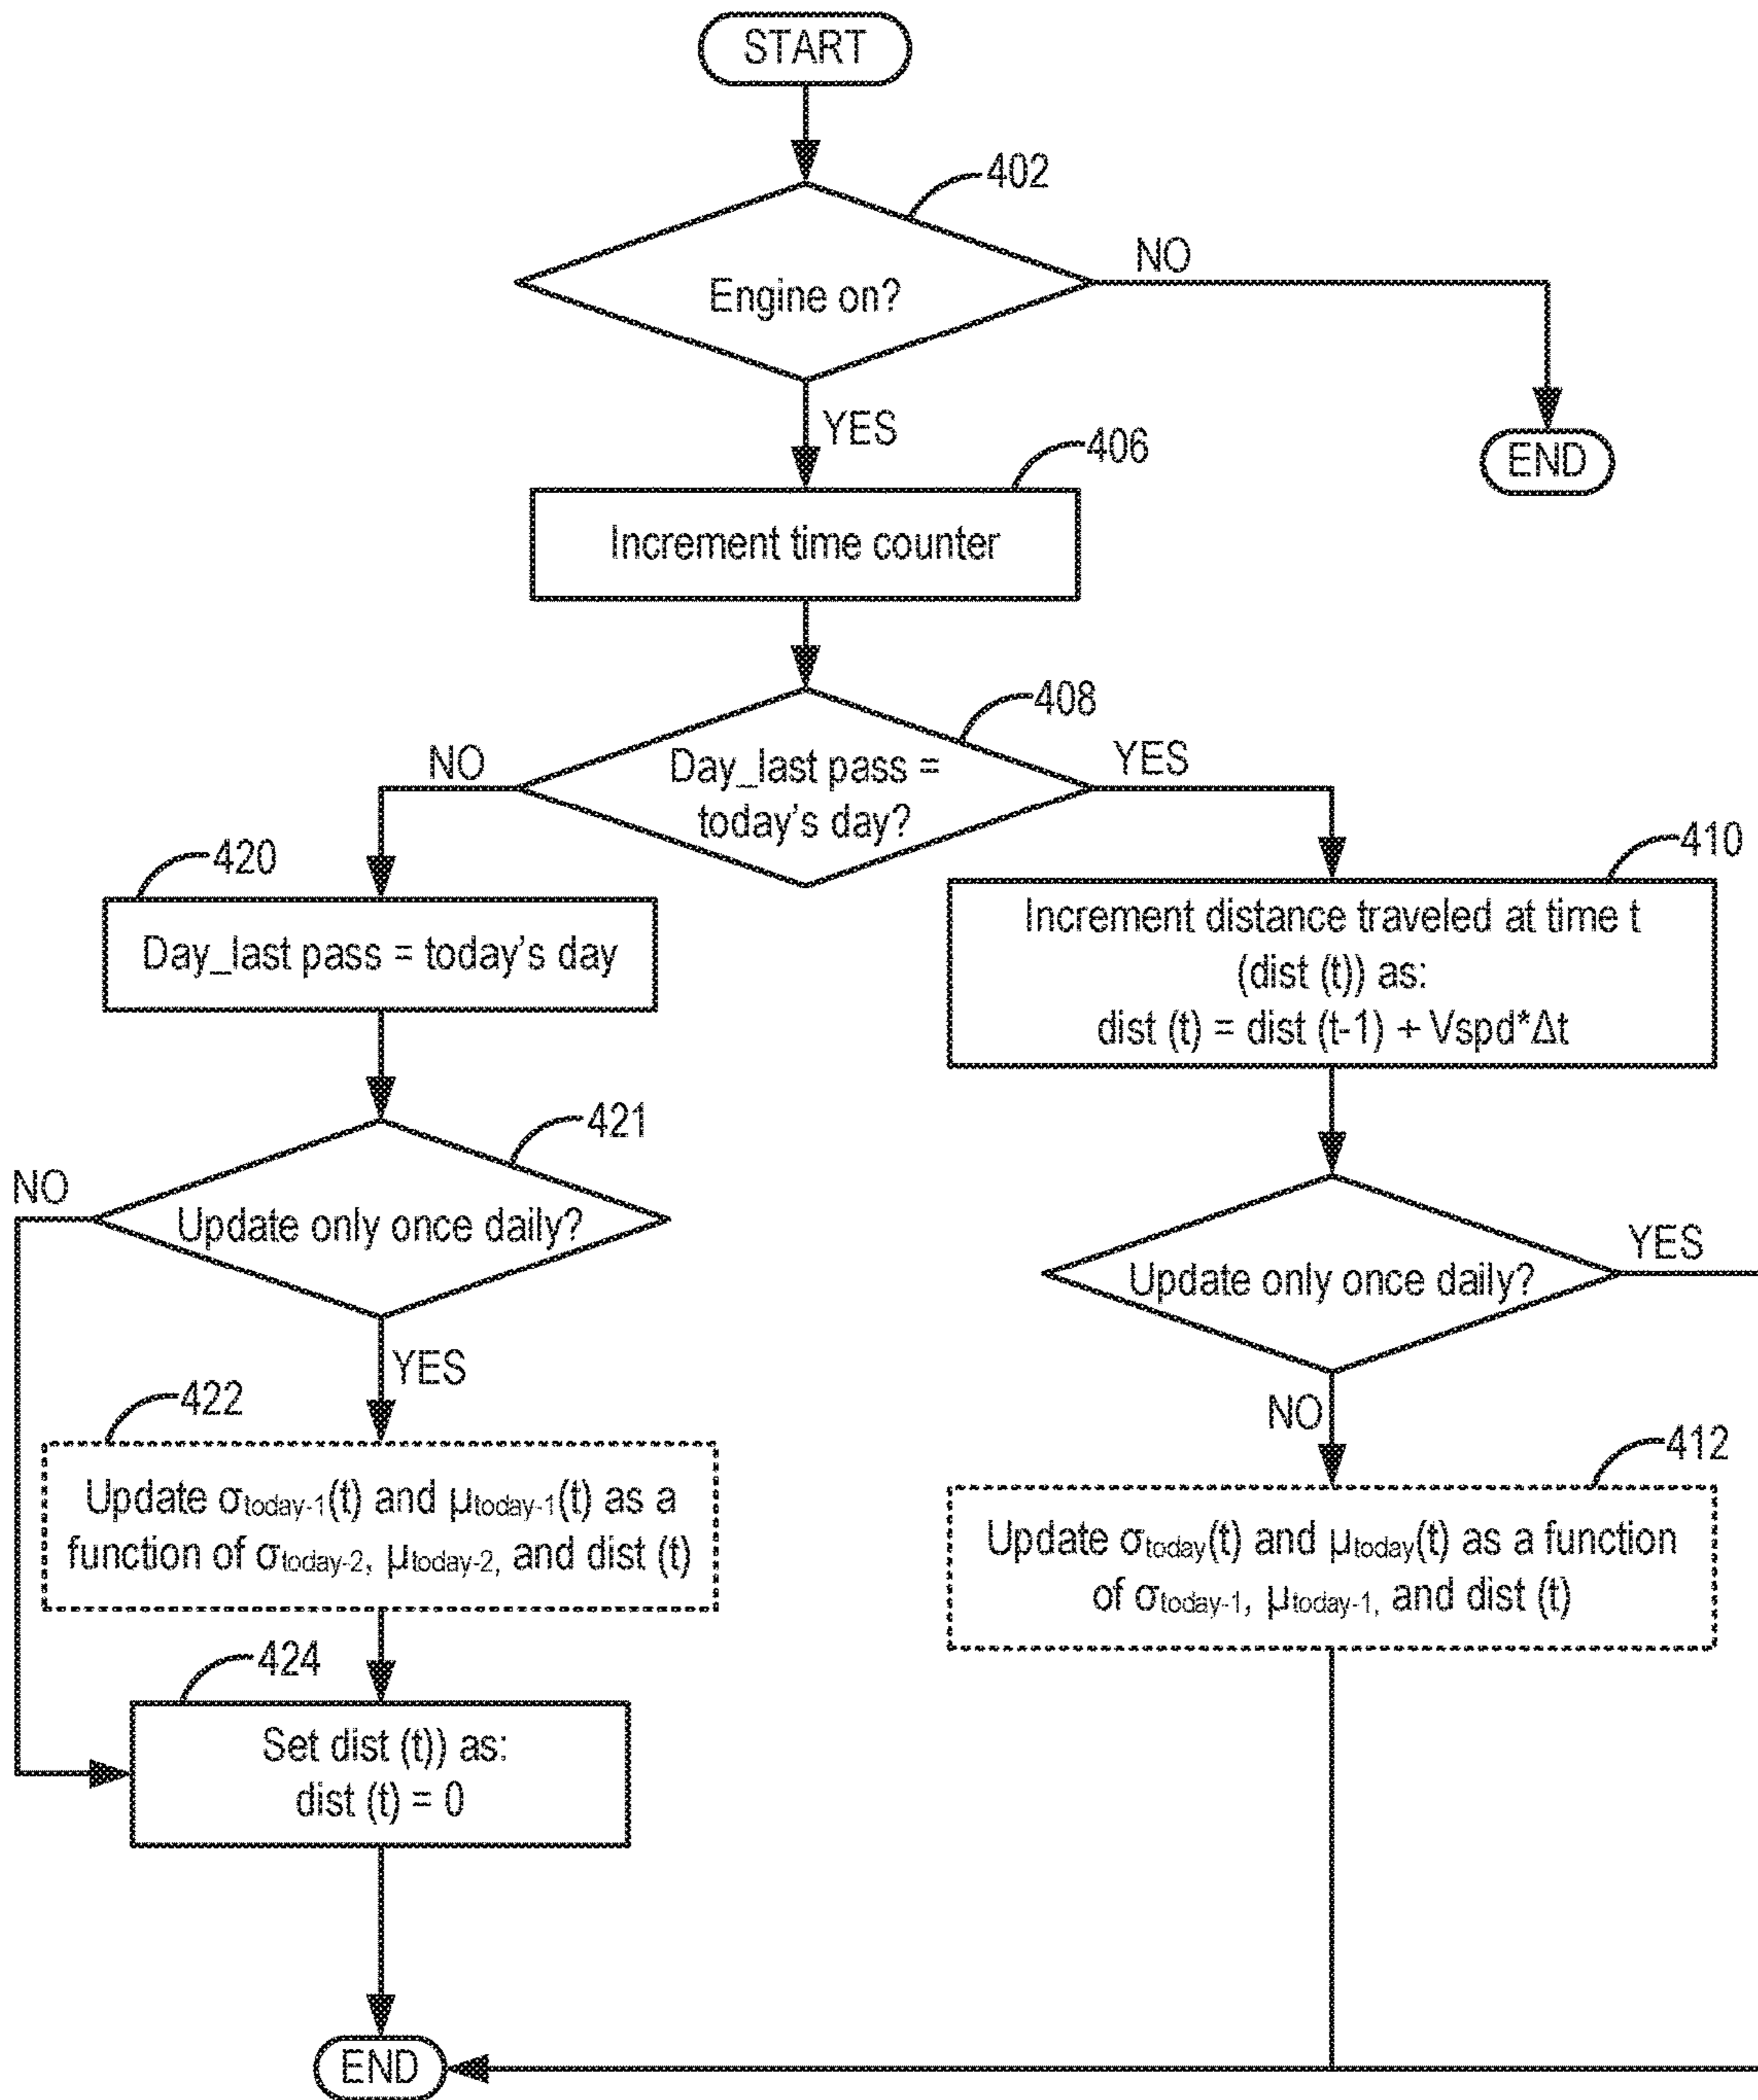 START
402
Engine on?
NO
END
YES
406
Increment time counter
408
Day_last pass =
today's day?
NO
YES
420
Day_last pass = today's day
410
Increment distance traveled at time t
(dist (t)) as:
dist (t) = dist (t-1) + Vspd*Δt
421
Update only once daily?
NO
YES
Update only once daily?
YES
NO
422
Update σtoday-1(t) and μtoday-1(t) as a
function of σtoday-2, μtoday-2, and dist (t)
412
Update σtoday(t) and μtoday(t) as a function
of σtoday-1, μtoday-1, and dist (t)
424
Set dist (t)) as:
dist (t) = 0
END